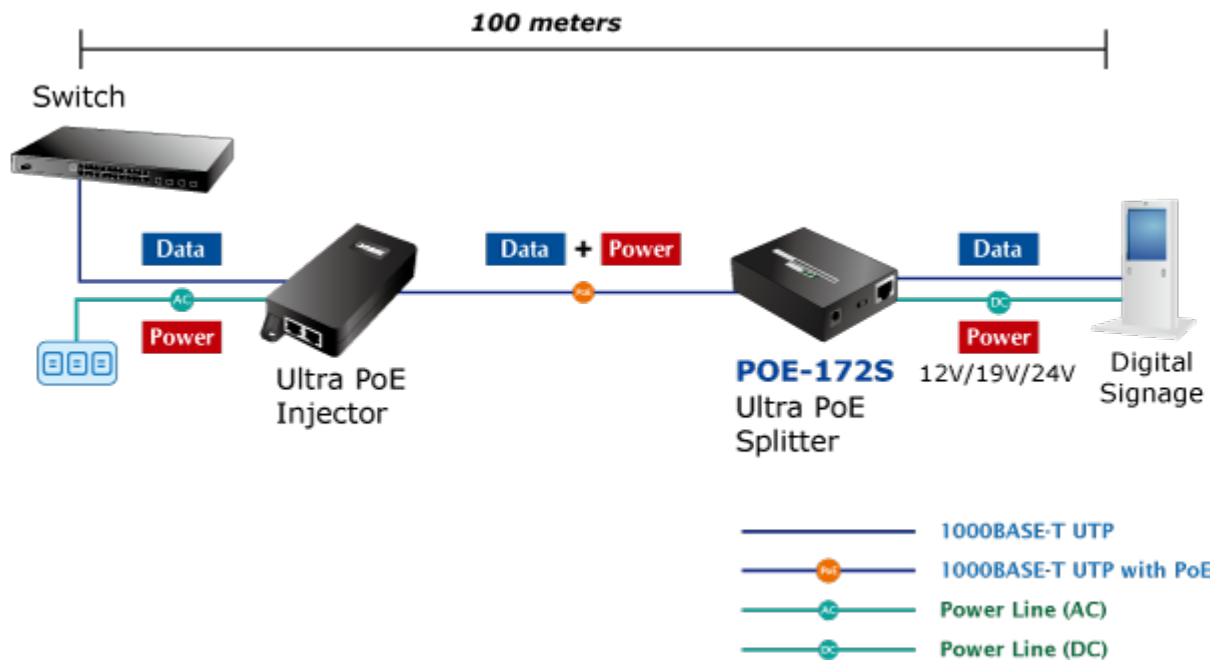 100 meters
Switch
Data
Data + Power
Data
AC
PoE
DC
Power
Power
Ultra PoE
Injector
POE-172S
Ultra PoE
Splitter
12V/19V/24V
Digital
Signage
1000BASE-T UTP
PoE
1000BASE-T UTP with PoE
AC
Power Line (AC)
DC
Power Line (DC)